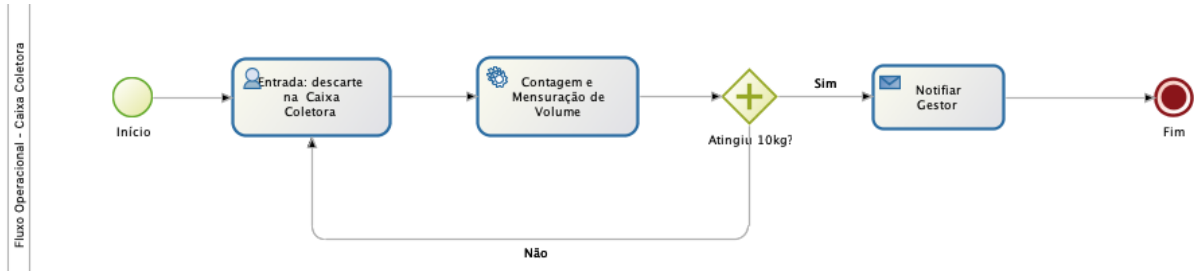 Fluxo Operacional - Caixa Coletora
Início
Entrada: descarte
na Caixa
Coletora
Contagem e
Mensuração de
Volume
Atingiu 10kg?
Sim
Notifiar
Gestor
Fim
Não